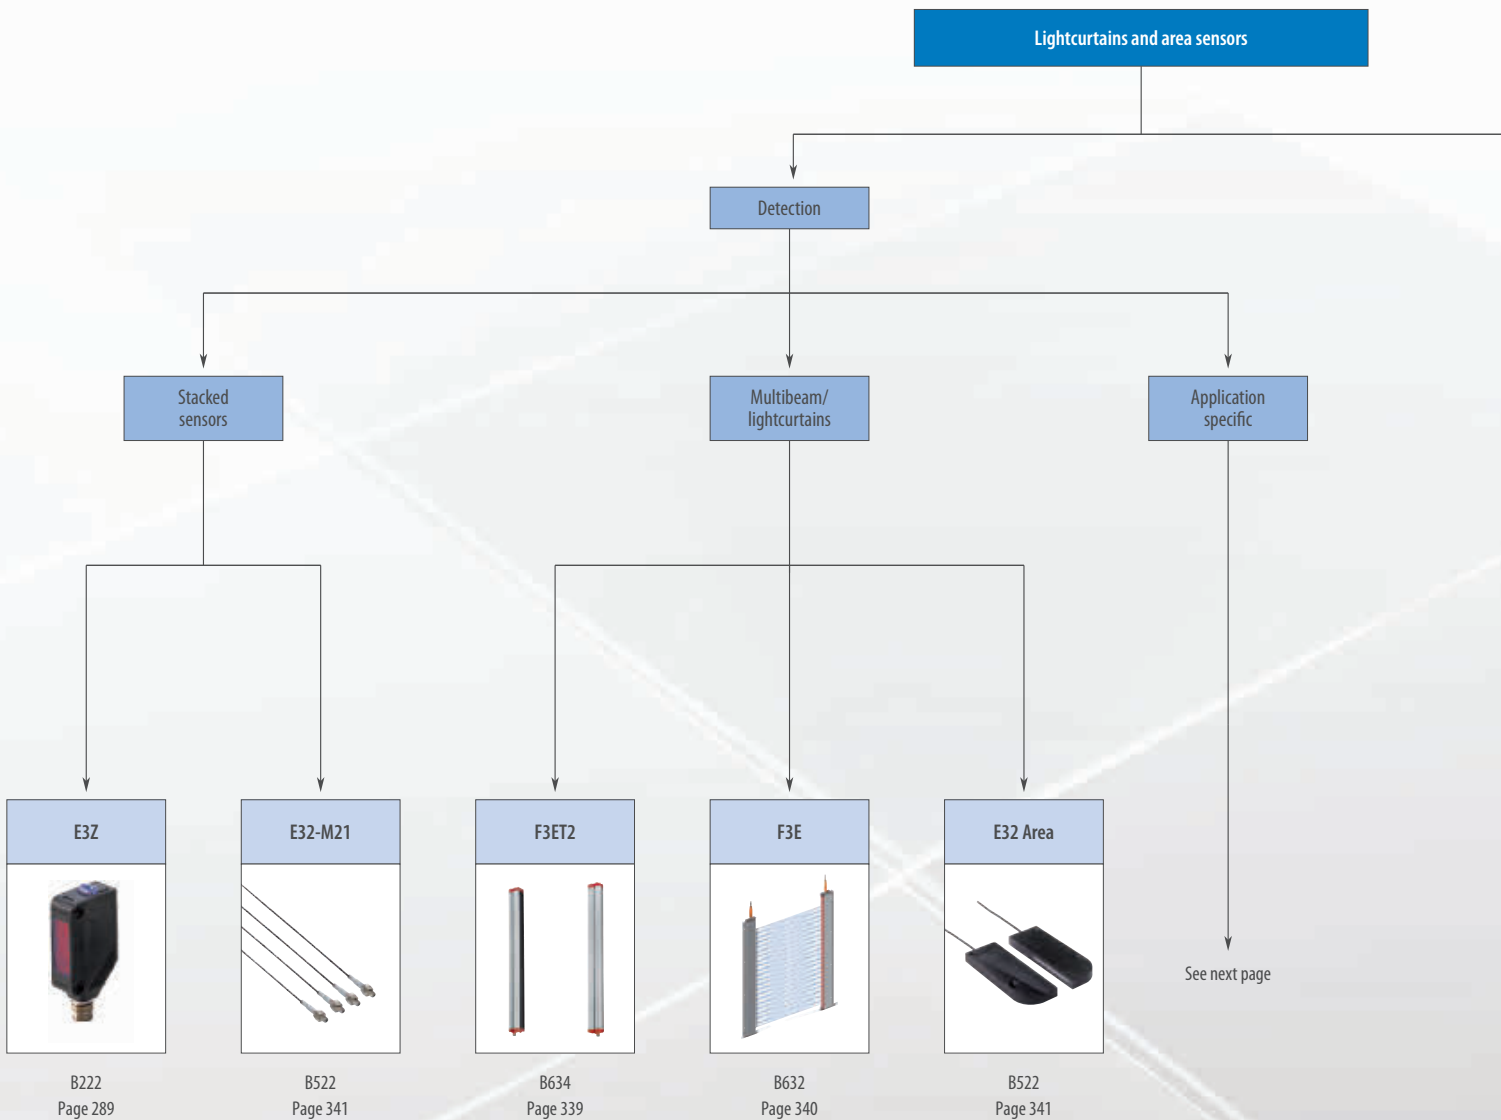 Lightcurtains and area sensors
Detection
Stacked
sensors
Multibeam/
lightcurtains
Application
specific
E3Z
E32-M21
F3ET2
F3E
E32 Area
See next page
B222
Page 289
B522
Page 341
B634
Page 339
B632
Page 340
B522
Page 341